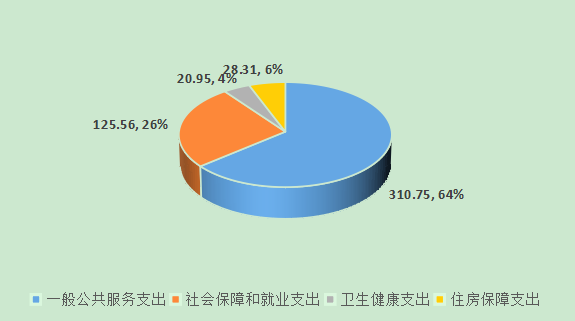 28.31, 6%
20.95, 4%
125.56, 26%
310.75, 64%
一般公共服务支出 社会保障和就业支出 卫生健康支出 住房保障支出